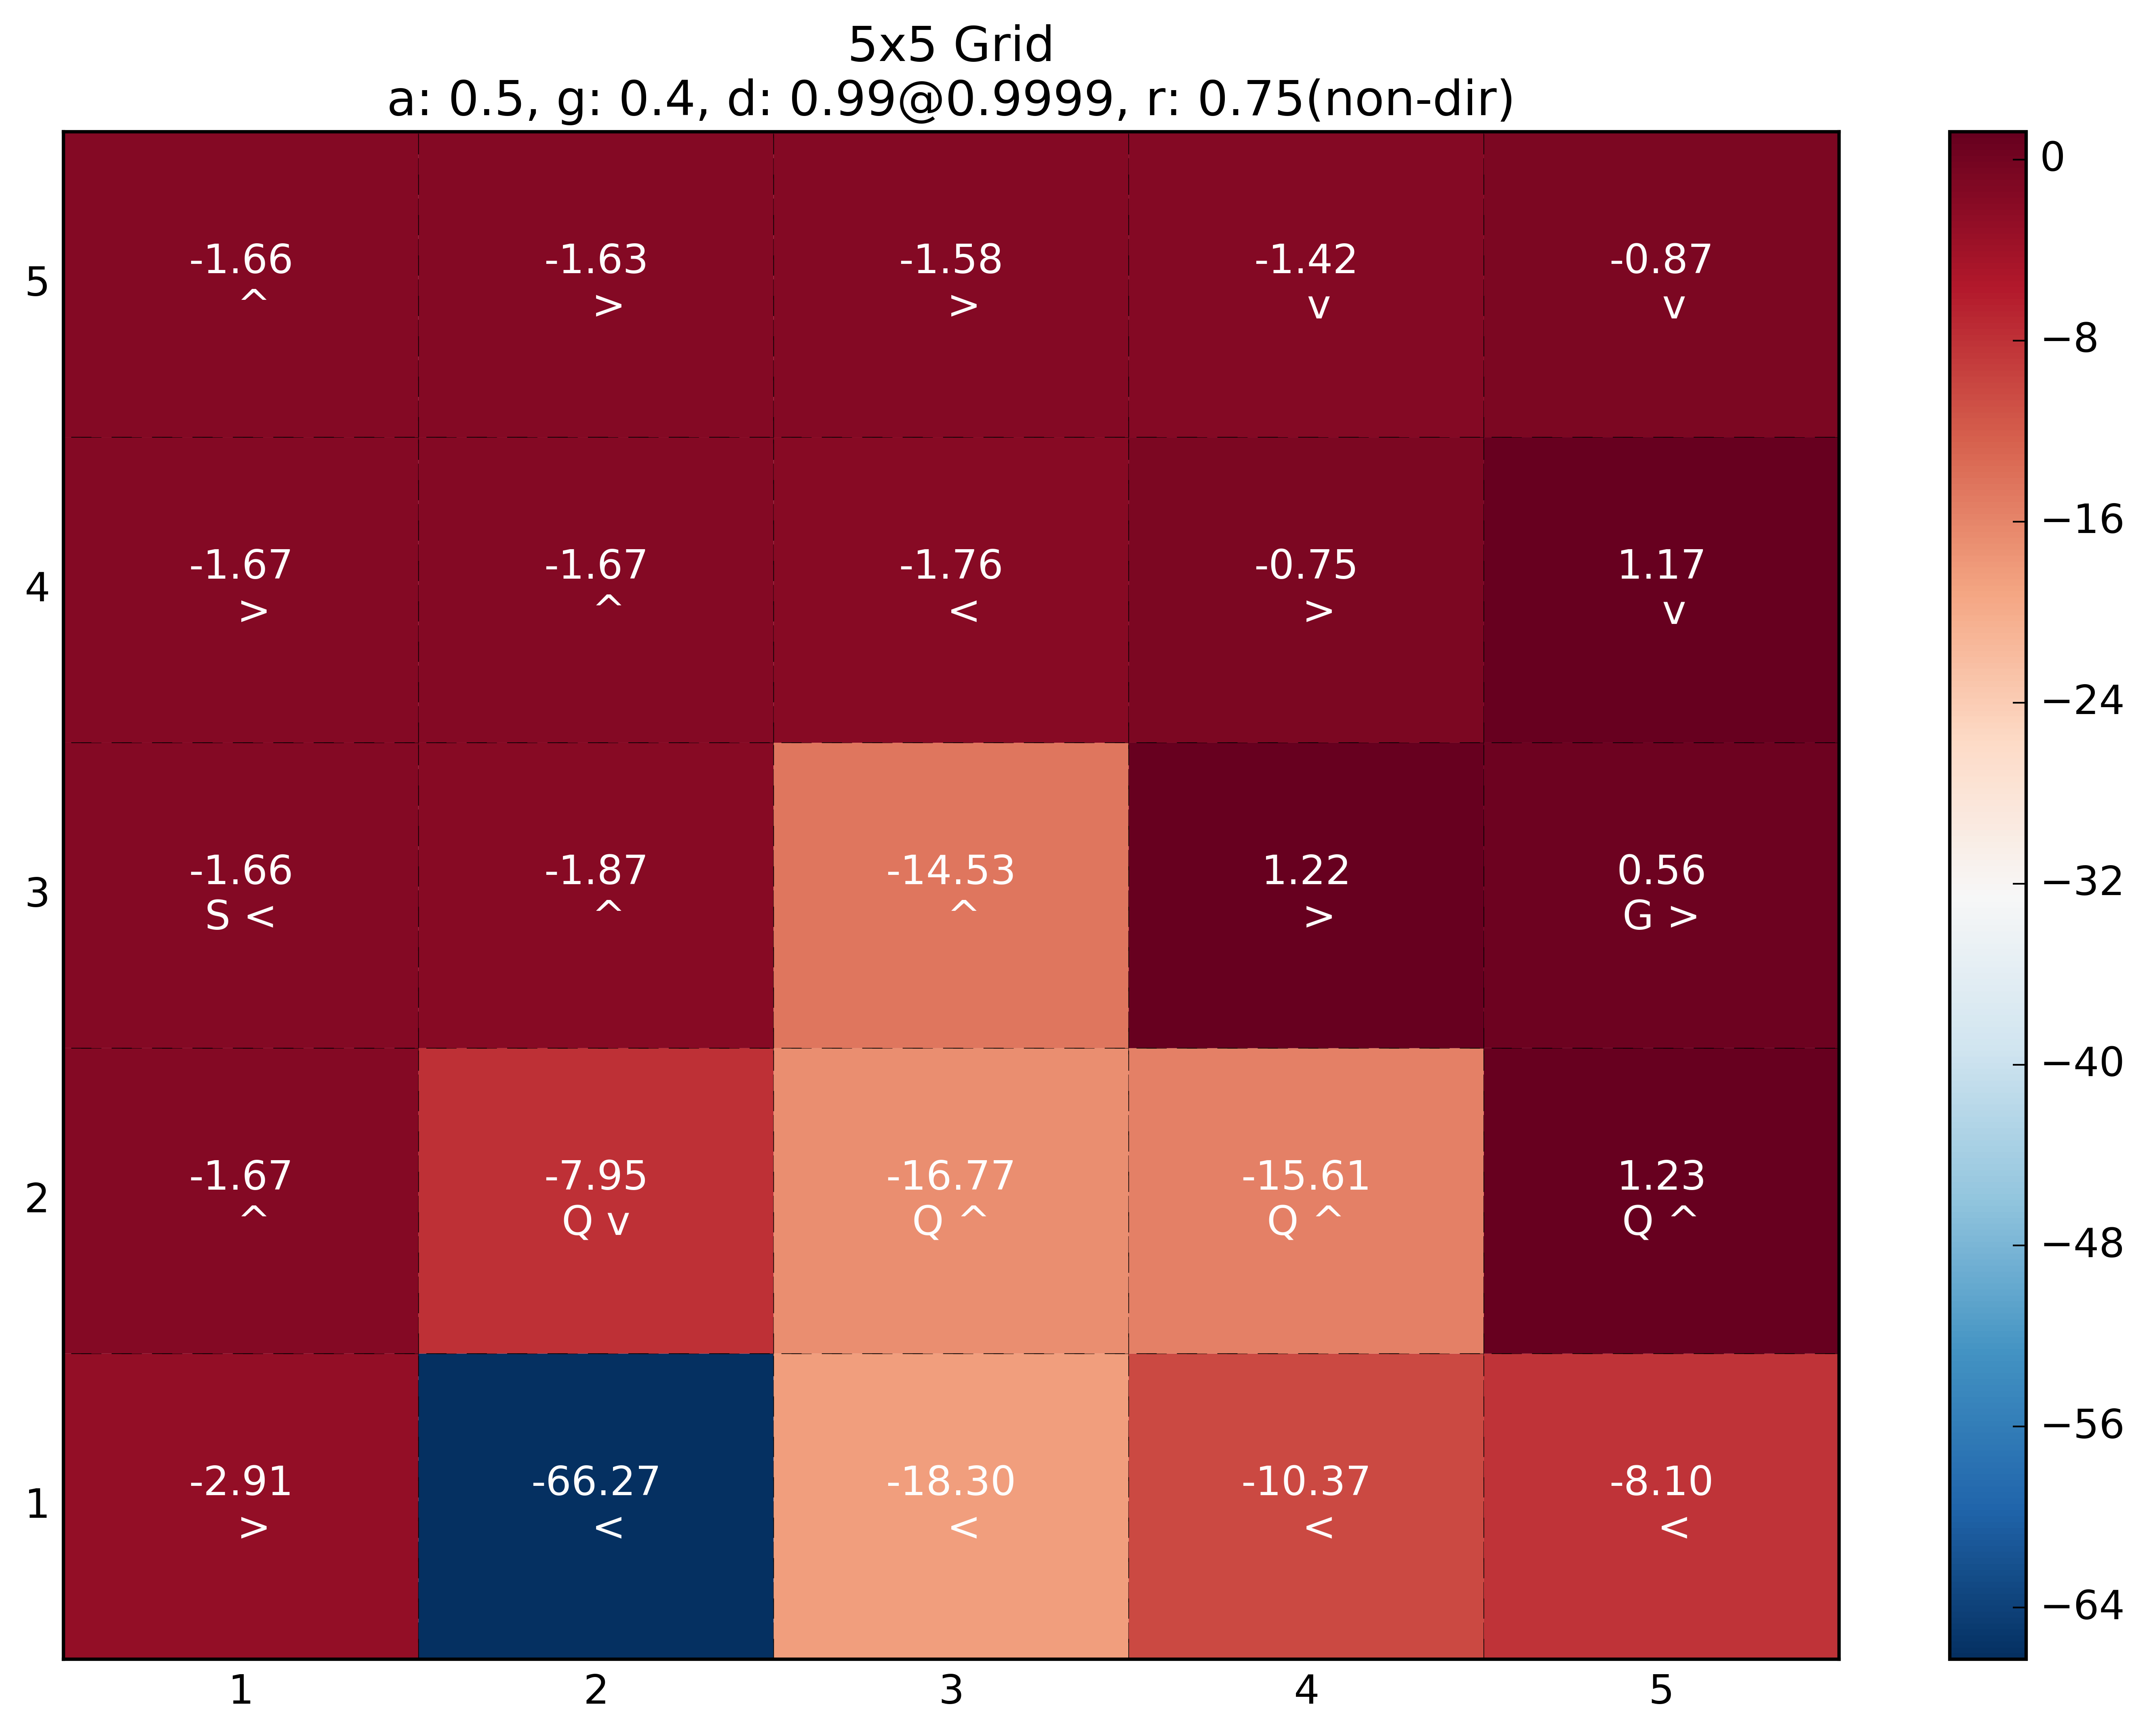 5x5 Grid
a: 0.5, g: 0.4, d: 0.99@0.9999, r: 0.75(non-dir)
5 -1.66 -1.63 -1.58 -1.42 -0.87
^ > > v v
4 -1.67 -1.67 -1.76 -0.75 1.17
> ^ < > v
3 -1.66 -1.87 -14.53 1.22 0.56
S < ^ ^ > G >
2 -1.67 -7.95 -16.77 -15.61 1.23
^ Q v Q ^ Q ^ Q ^
1 -2.91 -66.27 -18.30 -10.37 -8.10
> < < < <
1 2 3 4 5
0
−8
−16
−24
−32
−40
−48
−56
−64